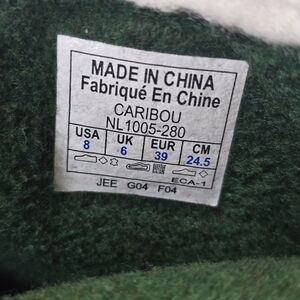 MADE IN CHINA
Fabriqué En Chine
CARIBOU
NL1005-280
USA UK EUR CM
8 6 39 24.5
ECA-1
JEE G04 F04